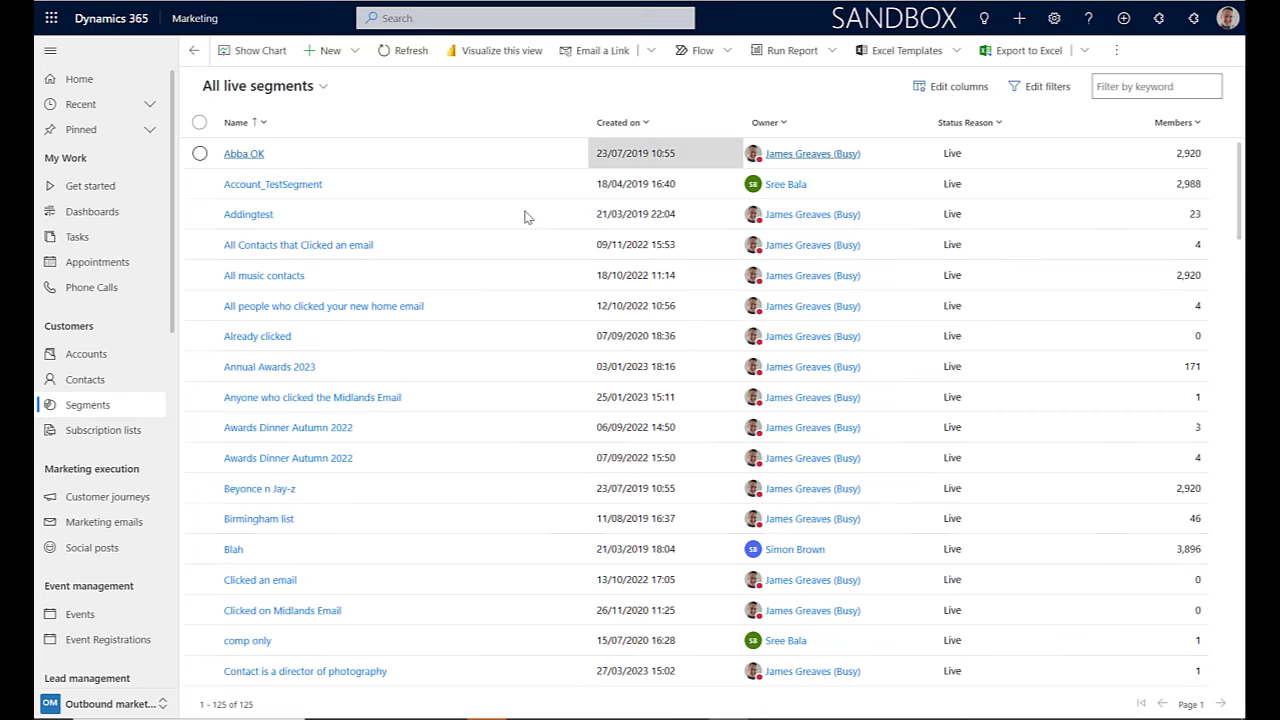 Dynamics 365 Marketing Search SANDBOX ?
Show Chart New Refresh Visualize this view Email a Link Flow Run Report Excel Templates Export to Excel
All live segments Edit columns Edit filters Filter by keyword
Home
Recent
Pinned
My Work
Get started
Dashboards
Tasks
Appointments
Phone Calls
Customers
Accounts
Contacts
Segments
Subscription lists
Marketing execution
Customer journeys
Marketing emails
Social posts
Event management
Events
Event Registrations
Lead management
OM Outbound market...
Name Created on Owner Status Reason Members
Abba OK 23/07/2019 10:55 James Greaves (Busy) Live 2,920
Account_TestSegment 18/04/2019 16:40 SB Sree Bala Live 2,988
Addingtest 21/03/2019 22:04 James Greaves (Busy) Live 23
All Contacts that Clicked an email 09/11/2022 15:53 James Greaves (Busy) Live 4
All music contacts 18/10/2022 11:14 James Greaves (Busy) Live 2,920
All people who clicked your new home email 12/10/2022 10:56 James Greaves (Busy) Live 4
Already clicked 07/09/2020 18:36 James Greaves (Busy) Live 0
Annual Awards 2023 03/01/2023 18:16 James Greaves (Busy) Live 171
Anyone who clicked the Midlands Email 25/01/2023 15:11 James Greaves (Busy) Live 1
Awards Dinner Autumn 2022 06/09/2022 14:50 James Greaves (Busy) Live 3
Awards Dinner Autumn 2022 07/09/2022 15:50 James Greaves (Busy) Live 4
Beyonce n Jay-z 23/07/2019 10:55 James Greaves (Busy) Live 2,920
Birmingham list 11/08/2019 16:37 James Greaves (Busy) Live 46
Blah 21/03/2019 18:04 SB Simon Brown Live 3,896
Clicked an email 13/10/2022 17:05 James Greaves (Busy) Live 0
Clicked on Midlands Email 26/11/2020 11:25 James Greaves (Busy) Live 0
comp only 15/07/2020 16:28 SB Sree Bala Live 1
Contact is a director of photography 27/03/2023 15:02 James Greaves (Busy) Live 1
1 - 125 of 125 Page 1